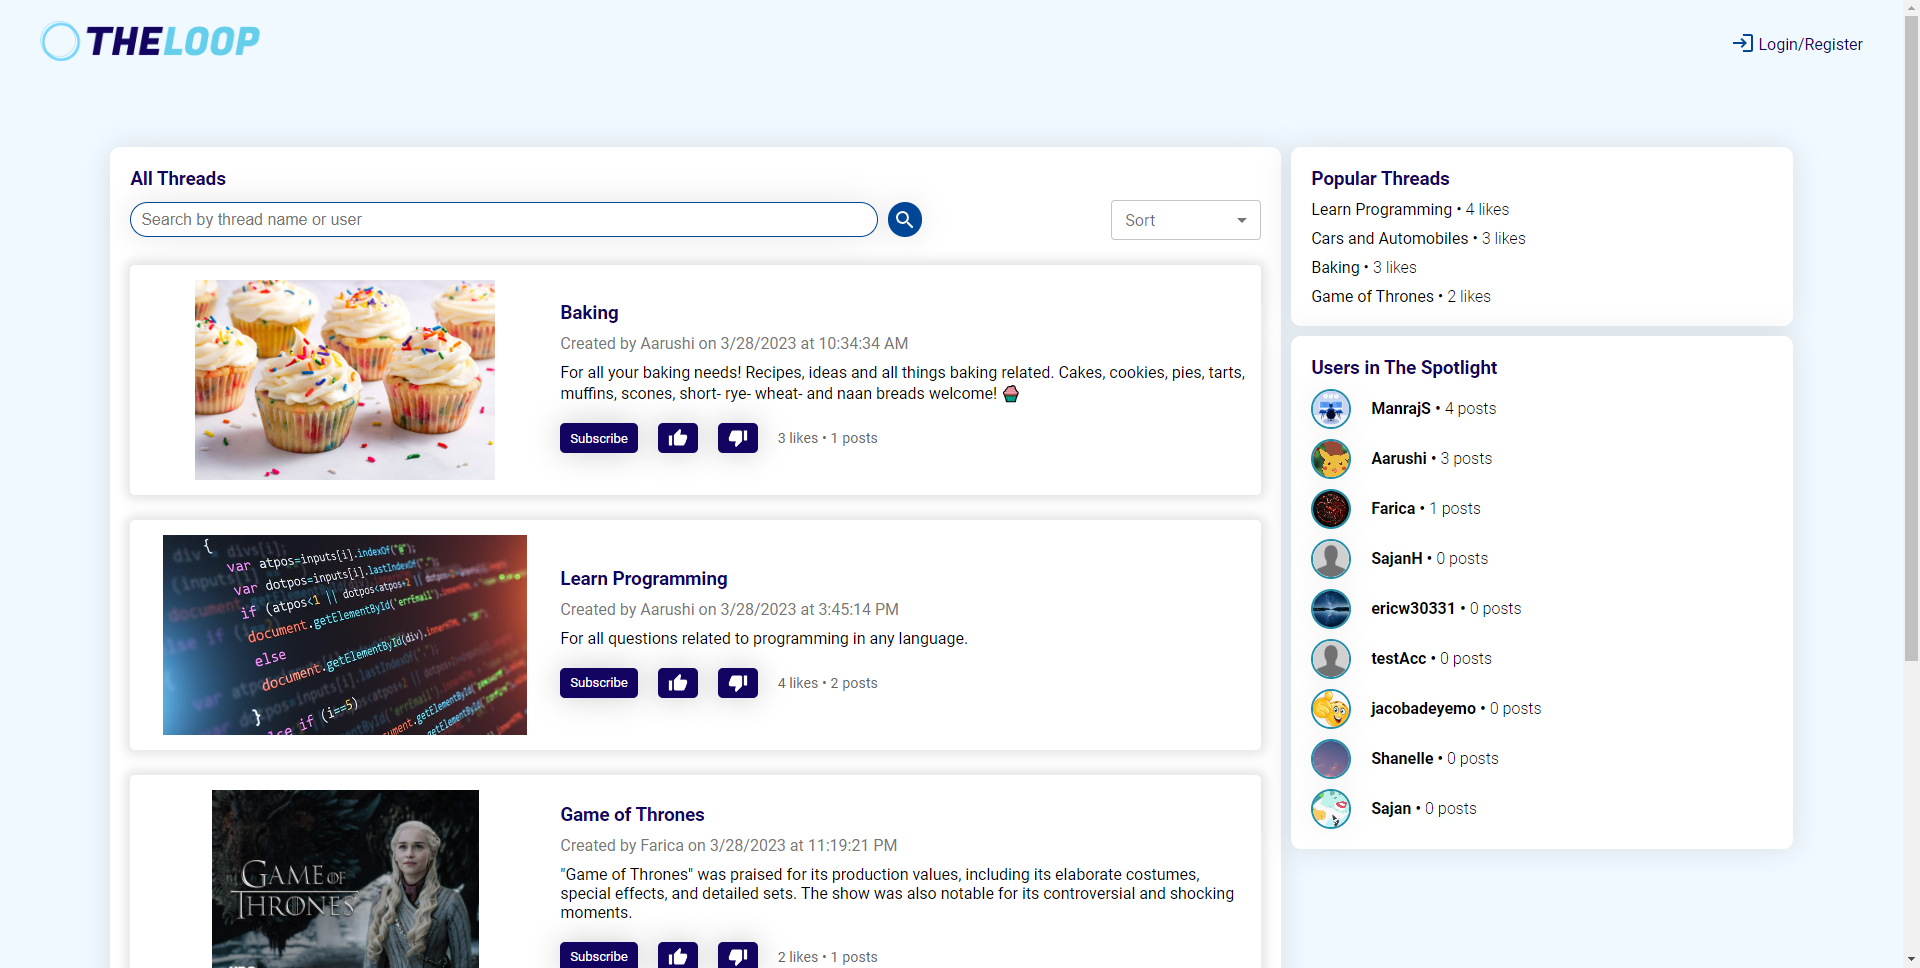 THELOOP
Login/Register
All Threads
Search by thread name or user
Sort
Baking
Created by Aarushi on 3/28/2023 at 10:34:34 AM
For all your baking needs! Recipes, ideas and all things baking related. Cakes, cookies, pies, tarts,
muffins, scones, short- rye- wheat- and naan breads welcome! 🧁
Subscribe
3 likes • 1 posts
{
var atpos=inputs[i].indexOf("@");
var dotpos=inputs[i].lastIndexOf(".");
if (atpos<1 || dotpos<atpos+2 ||
document.getElementById('errEmail').innerHTML
else
document.getElementById(div).innerHTML
}
else if (i==5)
document.getElementById
Learn Programming
Created by Aarushi on 3/28/2023 at 3:45:14 PM
For all questions related to programming in any language.
Subscribe
4 likes • 2 posts
GAME OF
THRONES
Game of Thrones
Created by Farica on 3/28/2023 at 11:19:21 PM
"Game of Thrones" was praised for its production values, including its elaborate costumes,
special effects, and detailed sets. The show was also notable for its controversial and shocking
moments.
Subscribe
2 likes • 1 posts
Popular Threads
Learn Programming • 4 likes
Cars and Automobiles • 3 likes
Baking • 3 likes
Game of Thrones • 2 likes
Users in The Spotlight
ManrajS • 4 posts
Aarushi • 3 posts
Farica • 1 posts
SajanH • 0 posts
ericw30331 • 0 posts
testAcc • 0 posts
jacobadeyemo • 0 posts
Shanelle • 0 posts
Sajan • 0 posts